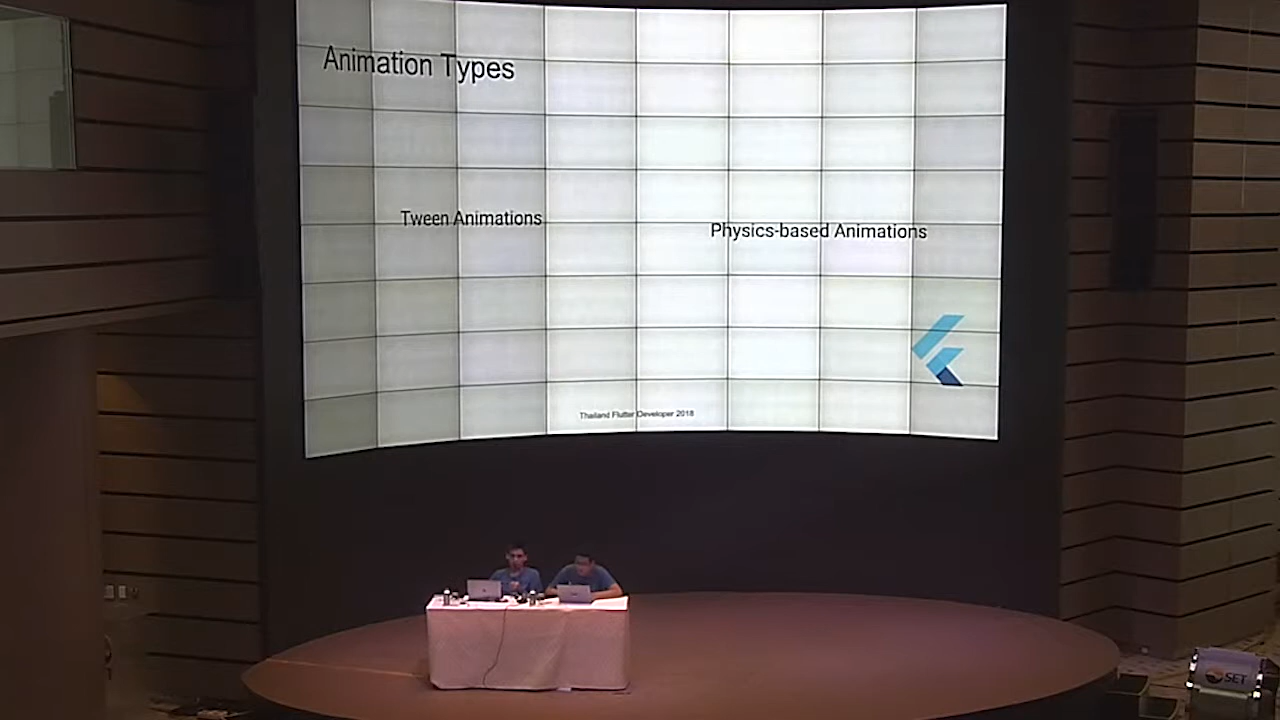 Animation Types
Tween Animations
Physics-based Animations
Thailand Flutter Developer 2018
SET